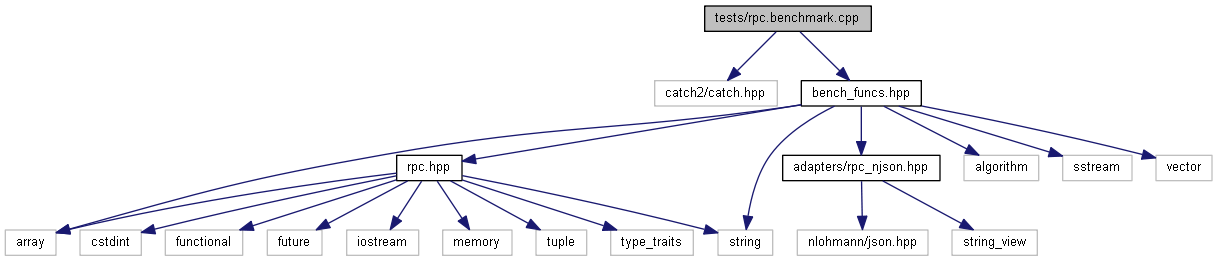 tests/rpc.benchmark.cpp
catch2/catch.hpp
bench_funcs.hpp
rpc.hpp
adapters/rpc_njson.hpp
algorithm
sstream
vector
array
cstdint
functional
future
iostream
memory
tuple
type_traits
string
nlohmann/json.hpp
string_view